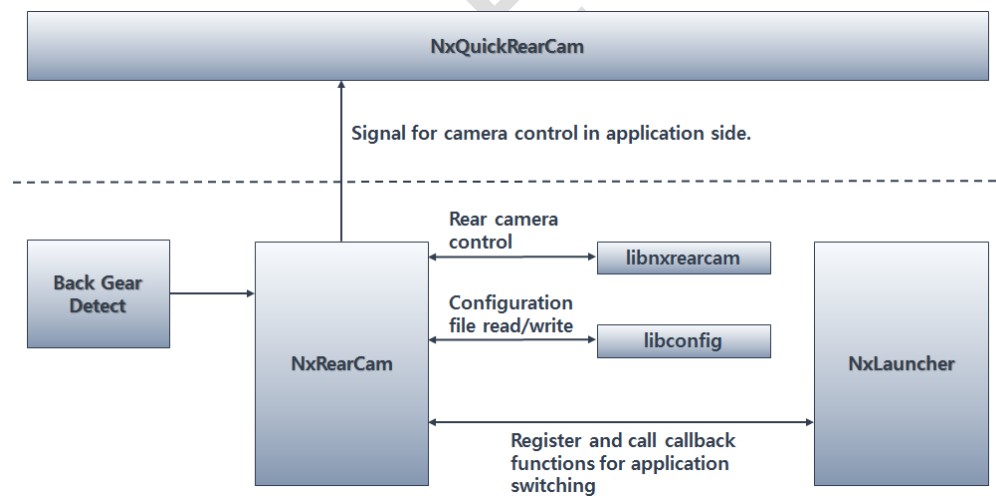 NxQuickRearCam
Signal for camera control in application side.
Rear camera
control
libnxrearcam
Back Gear
Detect
Configuration
file read/write
libconfig
NxRearCam
NxLauncher
Register and call callback
functions for application
switching